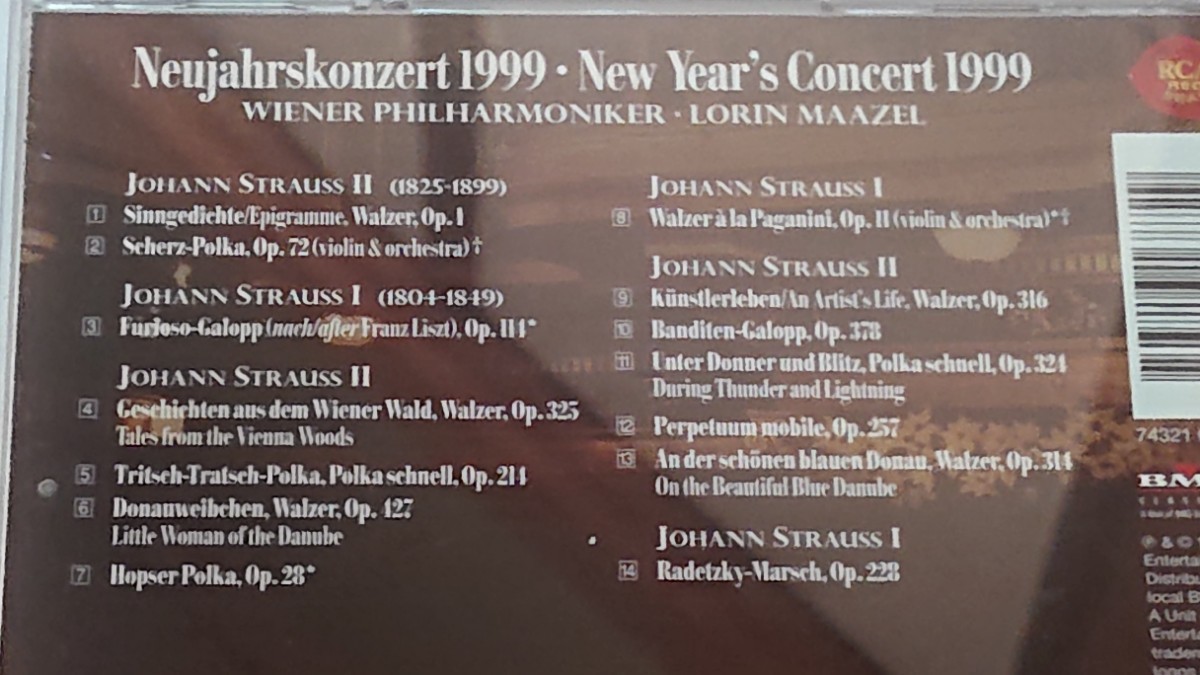 Neujahrskonzert 1999 · New Year's Concert 1999
WIENER PHILHARMONIKER · LORIN MAAZEL
JOHANN STRAUSS II (1825-1899)
1 Sinngedichte/Epigramme, Walzer, Op. 1
2 Scherz-Polka, Op. 72 (violin & orchestra) †
JOHANN STRAUSS I (1804-1849)
3 Furioso-Galopp (nach/after Franz Liszt), Op. 114*
JOHANN STRAUSS II
4 Geschichten aus dem Wiener Wald, Walzer, Op. 325
Tales from the Vienna Woods
5 Tritsch-Tratsch-Polka, Polka schnell, Op. 214
6 Donauweibchen, Walzer, Op. 427
Little Woman of the Danube
7 Hopser Polka, Op. 28*
JOHANN STRAUSS I
8 Walzer à la Paganini, Op. 11 (violin & orchestra)*†
JOHANN STRAUSS II
9 Künstlerleben/An Artist's Life, Walzer, Op. 316
10 Banditen-Galopp, Op. 378
11 Unter Donner und Blitz, Polka schnell, Op. 324
During Thunder and Lightning
12 Perpetuum mobile, Op. 257
13 An der schönen blauen Donau, Walzer, Op. 314
On the Beautiful Blue Danube
JOHANN STRAUSS I
14 Radetzky-Marsch, Op. 228
RCA
74321
BM
℗ & ©
Enterta
Distribu
local B
A Unit
Entert
tradem